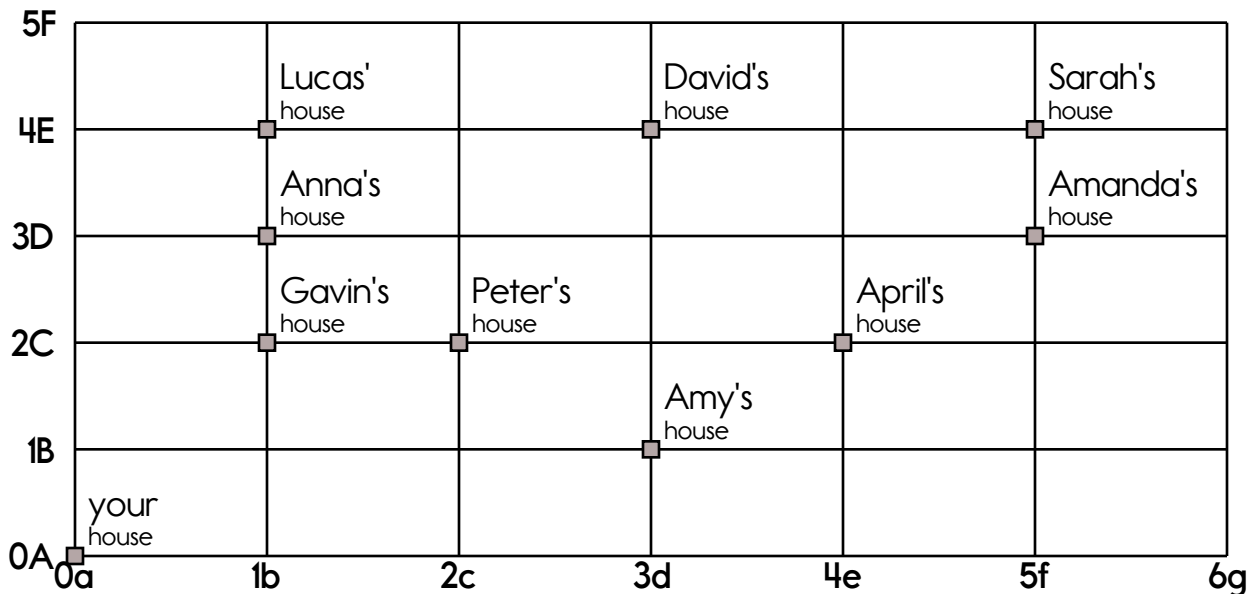 5F
Lucas'
house
David's
house
Sarah's
house
4E
Anna's
house
Amanda's
house
3D
Gavin's
house
Peter's
house
April's
house
2C
Amy's
house
1B
your
house
0A
0a 1b 2c 3d 4e 5f 6g